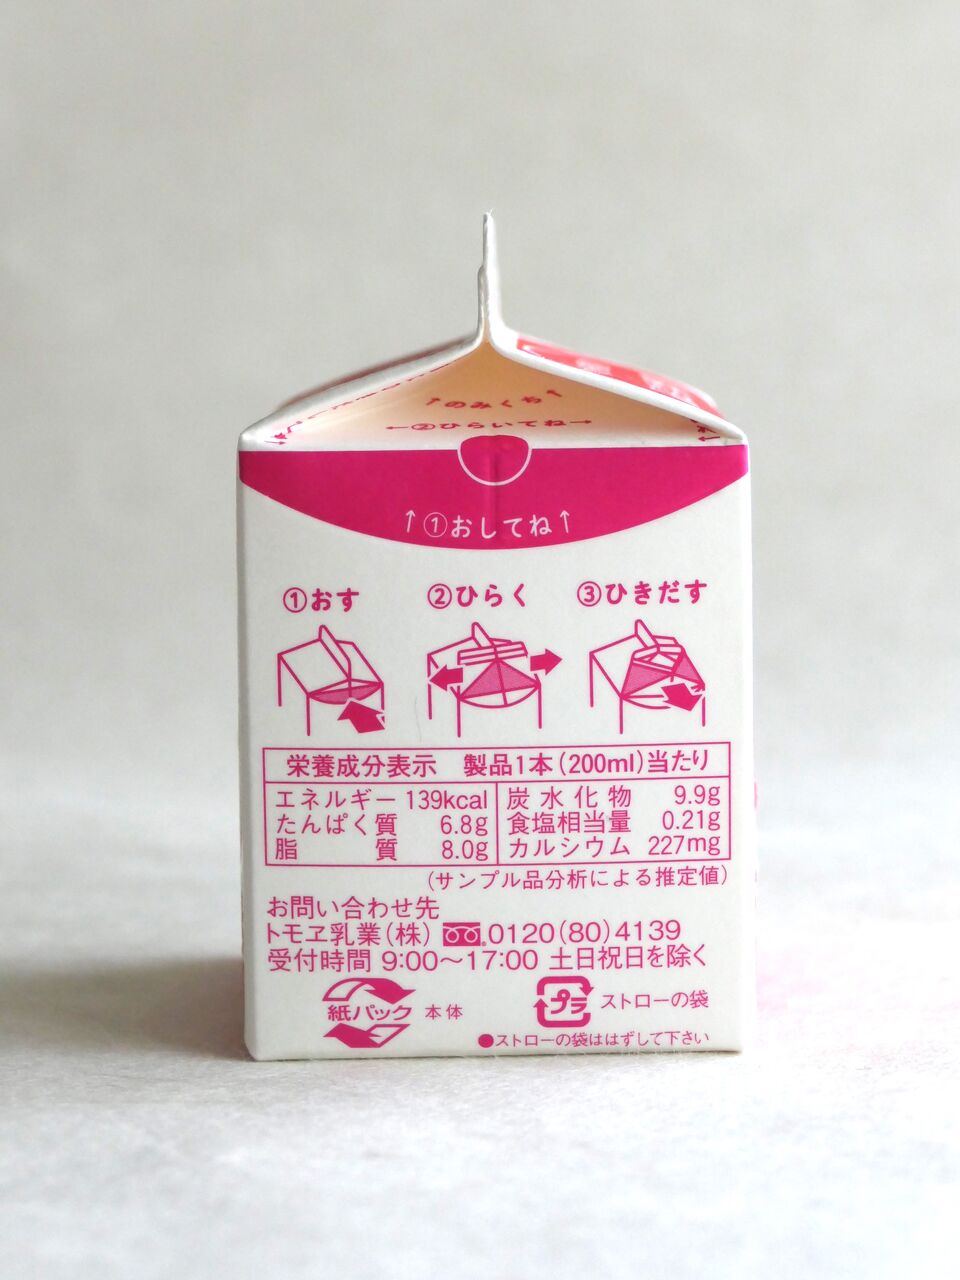 ↑のみくち↑
←②ひらいてね→
↑①おしてね↑
①おす ②ひらく ③ひきだす
栄養成分表示 製品1本(200ml)当たり
エネルギー 139kcal 炭水化物 9.9g
たんぱく質 6.8g 食塩相当量 0.21g
脂質 8.0g カルシウム 227mg
(サンプル品分析による推定値)
お問い合わせ先
トモヱ乳業(株) 0120(80)4139
受付時間 9:00～17:00 土日祝日を除く
紙パック 本体 プラ ストローの袋
●ストローの袋ははずして下さい